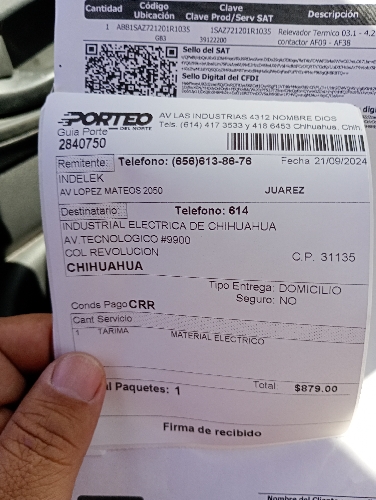 Cantidad Código Ubicación Clave Clave Prod/Serv SAT Descripción
1 ABB1SAZ721201R1035 1SAZ721201R1035 Relevador Termico 03.1 - 4.2
GB3 39122200 contactor AF09 - AF38
Sello del SAT
Sello Digital del CFDI
PORTEO
DEL NORTE
AV LAS INDUSTRIAS 4312 NOMBRE DIOS
Tels. (614) 417 3533 y 418 6453 Chihuahua, Chih.
Guia Porte
2840750
Remitente: Telefono: (656)613-86-76 Fecha 21/09/2024
INDELEK
AV LOPEZ MATEOS 2050 JUAREZ
Destinatario: Telefono: 614
INDUSTRIAL ELECTRICA DE CHIHUAHUA
AV.TECNOLOGICO #9900
COL REVOLUCION C.P. 31135
CHIHUAHUA
Tipo Entrega: DOMICILIO
Seguro: NO
Conds Pago CRR
Cant Servicio
1 TARIMA MATERIAL ELECTRICO
al Paquetes: 1 Total: $879.00
Firma de recibido
Nombre del Cliente